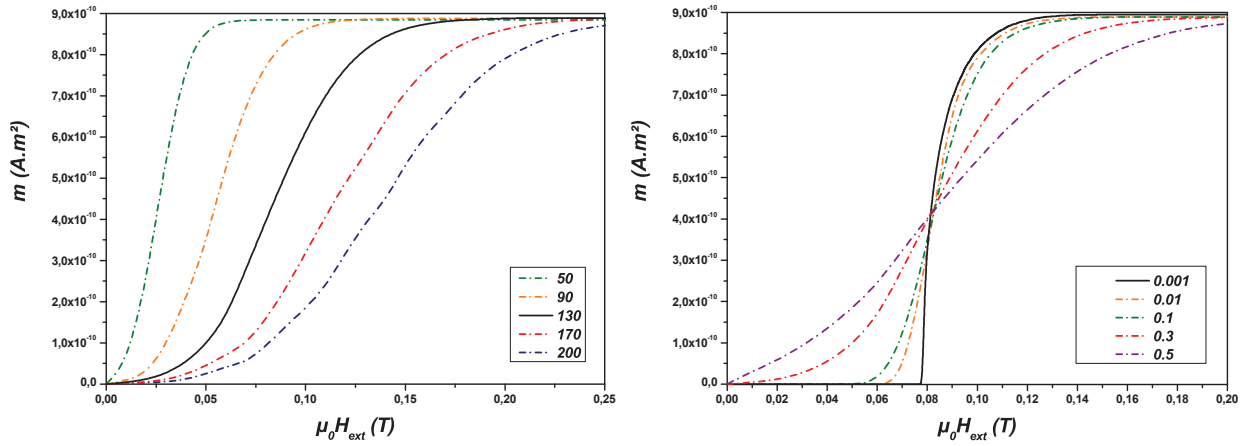 9,0x10⁻¹⁰
8,0x10⁻¹⁰
7,0x10⁻¹⁰
6,0x10⁻¹⁰
5,0x10⁻¹⁰
4,0x10⁻¹⁰
3,0x10⁻¹⁰
2,0x10⁻¹⁰
1,0x10⁻¹⁰
0,0
m (A.m²)
50
90
130
170
200
0,00 0,05 0,10 0,15 0,20 0,25
μ₀Hₑₓₜ (T)
9,0x10⁻¹⁰
8,0x10⁻¹⁰
7,0x10⁻¹⁰
6,0x10⁻¹⁰
5,0x10⁻¹⁰
4,0x10⁻¹⁰
3,0x10⁻¹⁰
2,0x10⁻¹⁰
1,0x10⁻¹⁰
0,0
m (A.m²)
0.001
0.01
0.1
0.3
0.5
0,00 0,02 0,04 0,06 0,08 0,10 0,12 0,14 0,16 0,18 0,20
μ₀Hₑₓₜ (T)